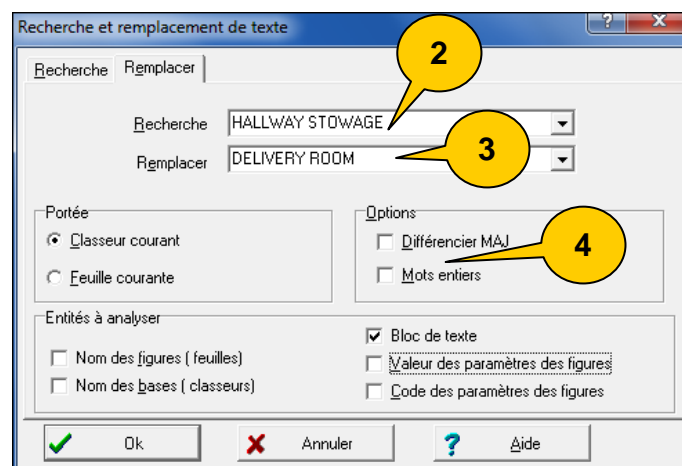 Recherche et remplacement de texte
? X
Recherche Remplacer
2
Recherche HALLWAY STOWAGE
Remplacer DELIVERY ROOM
3
Portée
Classeur courant
Feuille courante
Options
Différencier MAJ
Mots entiers
4
Entités à analyser
Nom des figures ( feuilles)
Nom des bases ( classeurs)
Bloc de texte
Valeur des paramètres des figures
Code des paramètres des figures
Ok Annuler ? Aide